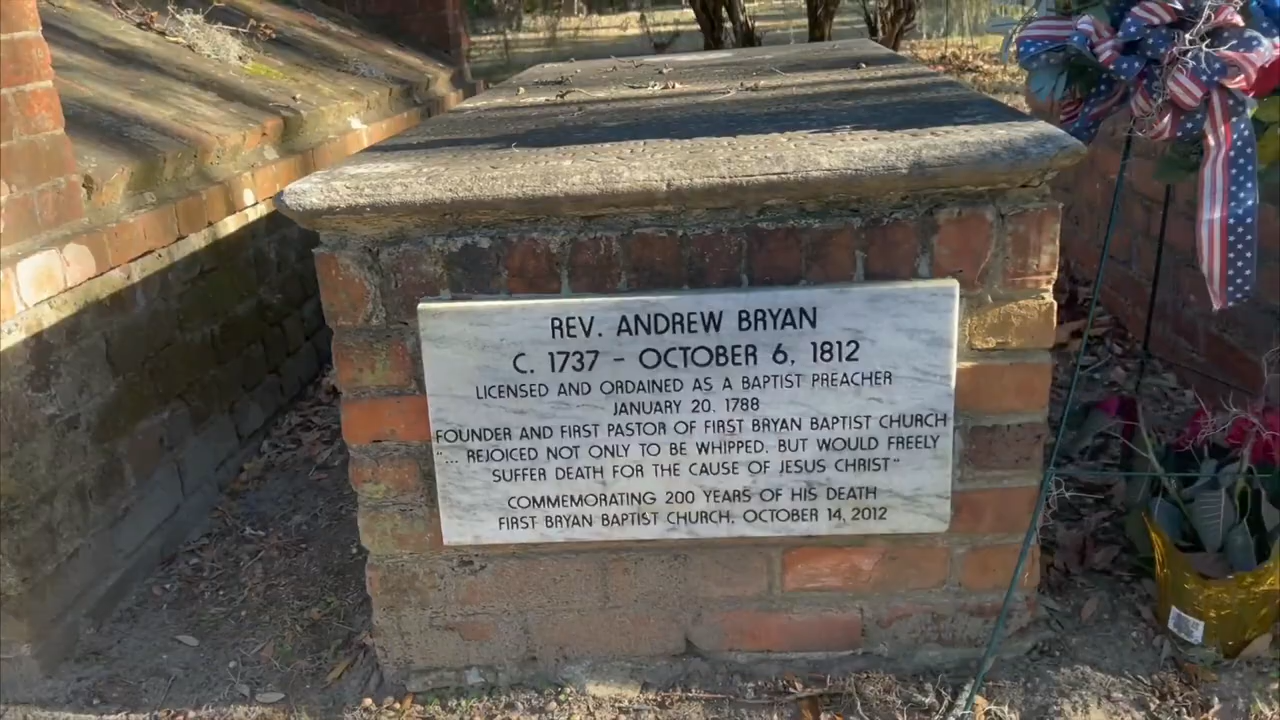 REV. ANDREW BRYAN
C. 1737 - OCTOBER 6, 1812
LICENSED AND ORDAINED AS A BAPTIST PREACHER
JANUARY 20, 1788
FOUNDER AND FIRST PASTOR OF FIRST BRYAN BAPTIST CHURCH
"... REJOICED NOT ONLY TO BE WHIPPED, BUT WOULD FREELY
SUFFER DEATH FOR THE CAUSE OF JESUS CHRIST"
COMMEMORATING 200 YEARS OF HIS DEATH
FIRST BRYAN BAPTIST CHURCH, OCTOBER 14, 2012